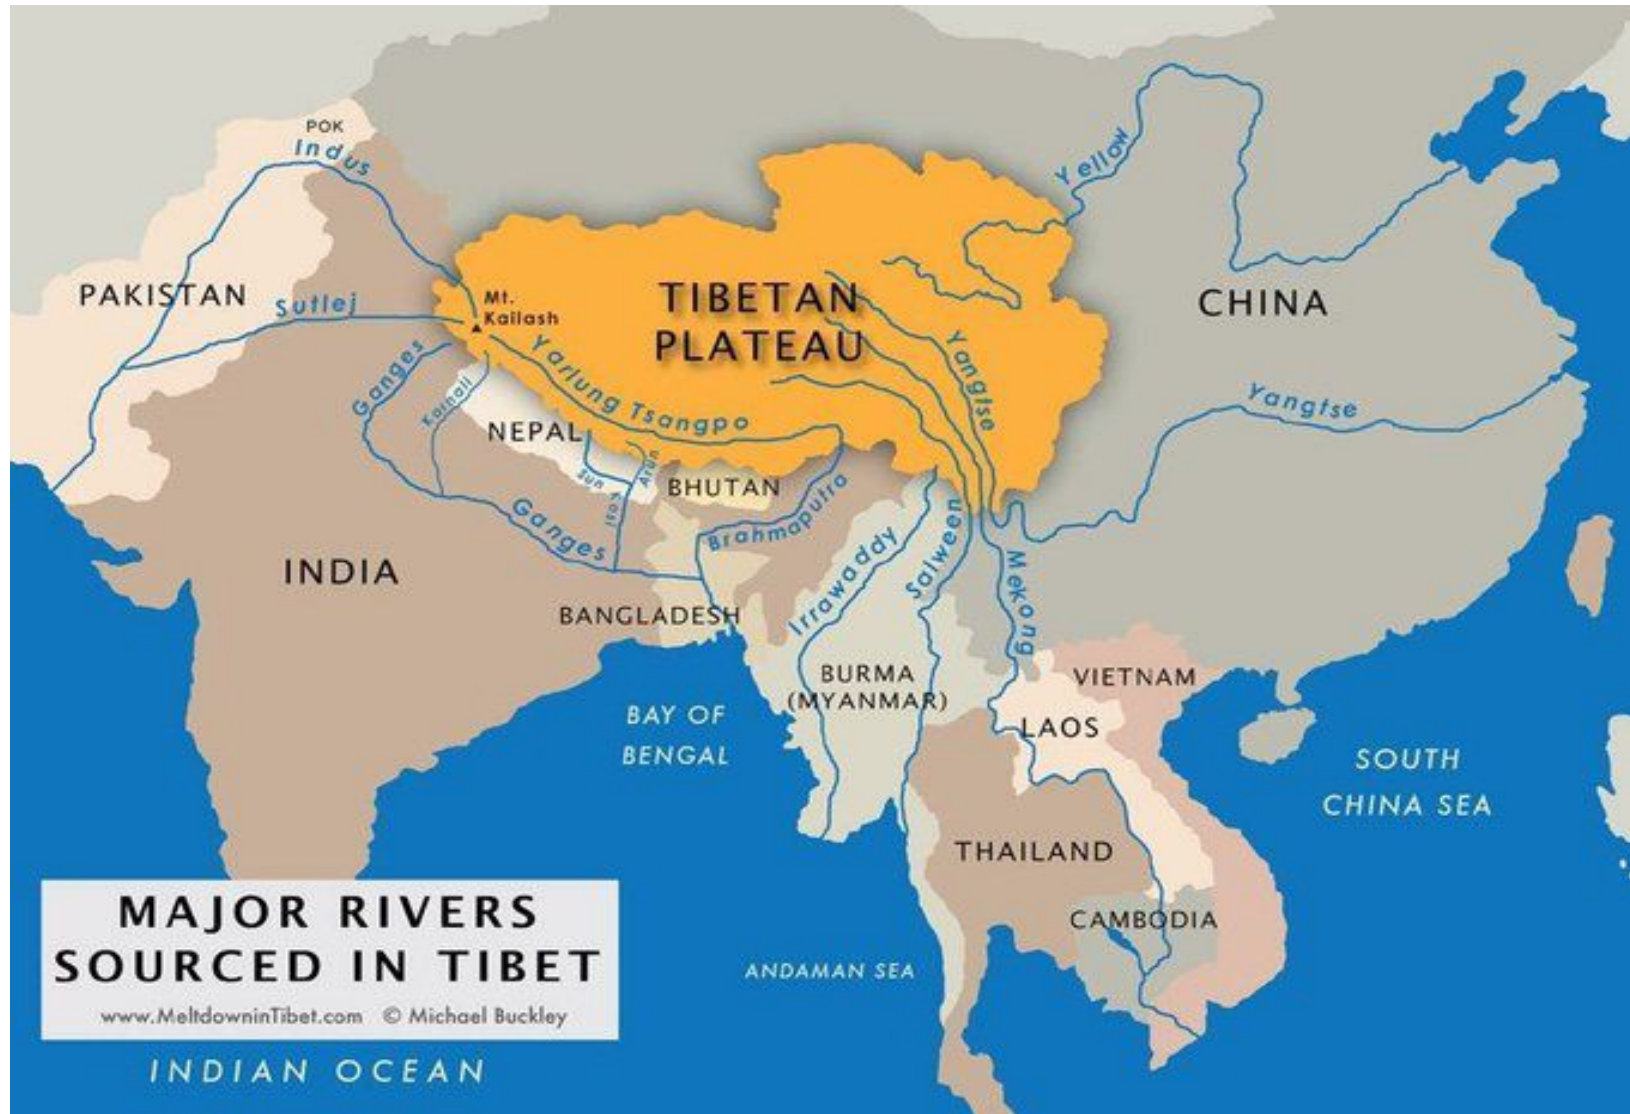 POK
Indus
Yellow
PAKISTAN
Sutlej
Mt.
Kailash
TIBETAN
PLATEAU
CHINA
Ganges
Karnali
Yarlung Tsangpo
Yangtse
Yangtse
NEPAL
Sun Kosi
Arun
BHUTAN
Brahmaputra
Ganges
INDIA
BANGLADESH
Irrawaddy
Salween
Mekong
BURMA
(MYANMAR)
VIETNAM
LAOS
BAY OF
BENGAL
SOUTH
CHINA SEA
THAILAND
CAMBODIA
ANDAMAN SEA
MAJOR RIVERS
SOURCED IN TIBET
www.MeltdowninTibet.com © Michael Buckley
INDIAN OCEAN